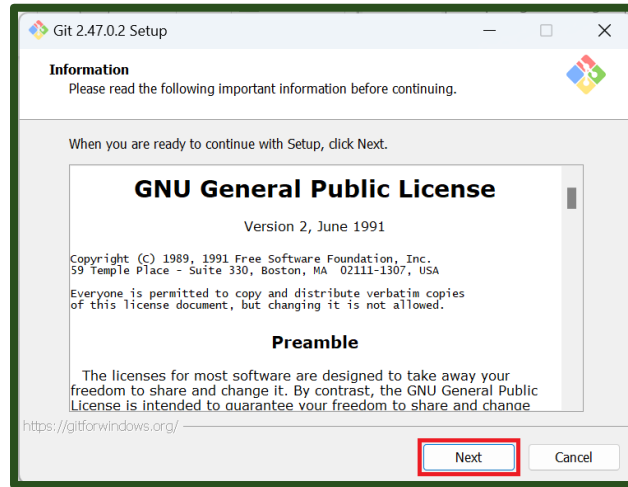 Git 2.47.0.2 Setup
Information
Please read the following important information before continuing.
When you are ready to continue with Setup, click Next.
GNU General Public License
Version 2, June 1991
Copyright (C) 1989, 1991 Free Software Foundation, Inc.
59 Temple Place - Suite 330, Boston, MA  02111-1307, USA
Everyone is permitted to copy and distribute verbatim copies
of this license document, but changing it is not allowed.
Preamble
The licenses for most software are designed to take away your
freedom to share and change it. By contrast, the GNU General Public
License is intended to guarantee your freedom to share and change
https://gitforwindows.org/
Next
Cancel